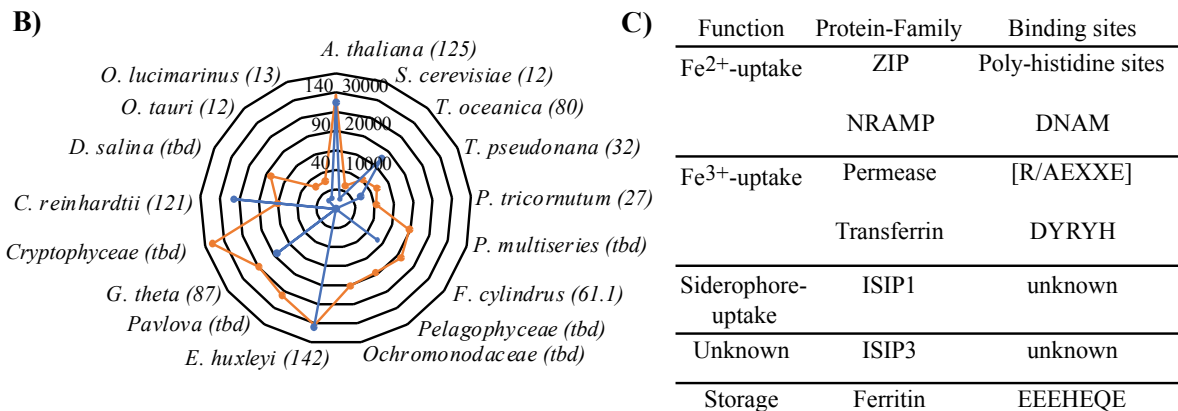 B)
A. thaliana (125)
O. lucimarinus (13)
S. cerevisiae (12)
140 30000
O. tauri (12)
T. oceanica (80)
90 20000
D. salina (tbd)
T. pseudonana (32)
40 10000
C. reinhardtii (121)
P. tricornutum (27)
Cryptophyceae (tbd)
P. multiseries (tbd)
G. theta (87)
F. cylindrus (61.1)
Pavlova (tbd)
Pelagophyceae (tbd)
E. huxleyi (142)
Ochromonodaceae (tbd)
C)
Function Protein-Family Binding sites
Fe2+-uptake ZIP Poly-histidine sites
NRAMP DNAM
Fe3+-uptake Permease [R/AEXXE]
Transferrin DYRYH
Siderophore- ISIP1 unknown
uptake
Unknown ISIP3 unknown
Storage Ferritin EEEHEQE